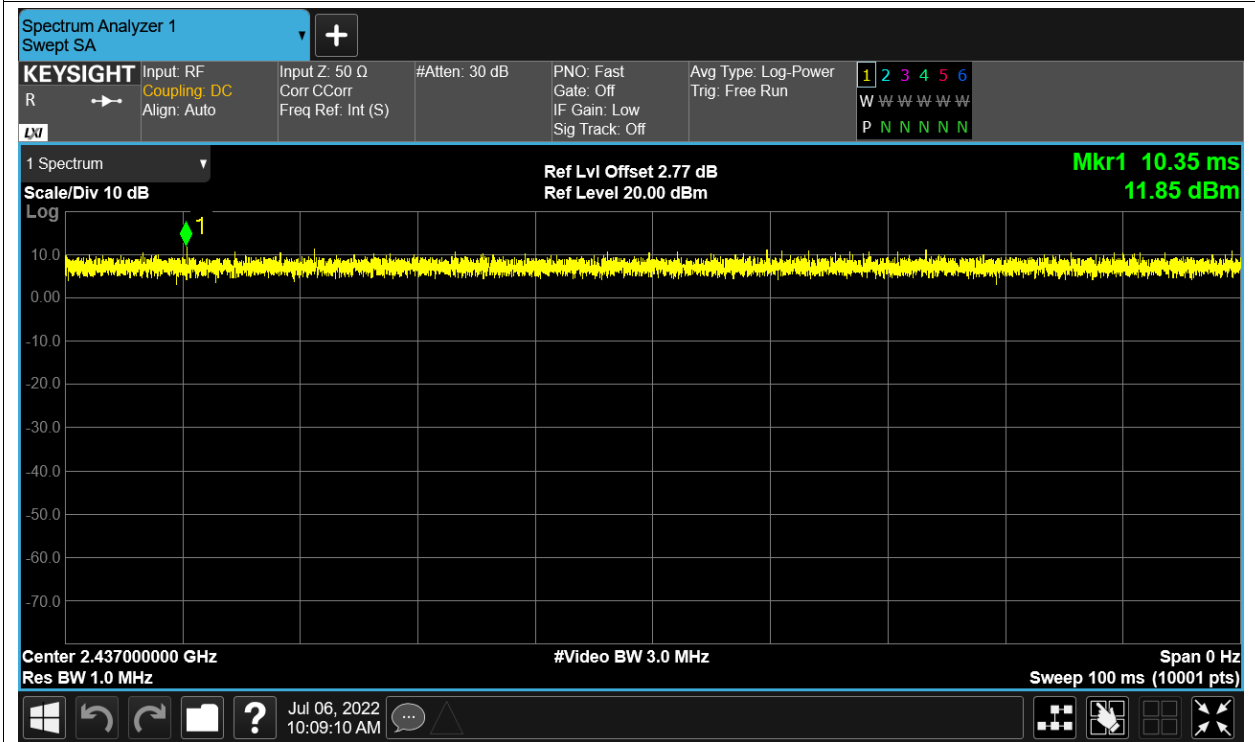 Spectrum Analyzer 1
Swept SA
+
KEYSIGHT Input: RF Input Z: 50 Ω #Atten: 30 dB PNO: Fast Avg Type: Log-Power 1 2 3 4 5 6
R Coupling: DC Corr CCorr Gate: Off Trig: Free Run W W W W W W
Align: Auto Freq Ref: Int (S) IF Gain: Low
LXI Sig Track: Off P N N N N N
1 Spectrum Ref Lvl Offset 2.77 dB Mkr1 10.35 ms
Scale/Div 10 dB Ref Level 20.00 dBm 11.85 dBm
Log
1
10.0
0.00
-10.0
-20.0
-30.0
-40.0
-50.0
-60.0
-70.0
Center 2.437000000 GHz #Video BW 3.0 MHz Span 0 Hz
Res BW 1.0 MHz Sweep 100 ms (10001 pts)
? Jul 06, 2022
10:09:10 AM